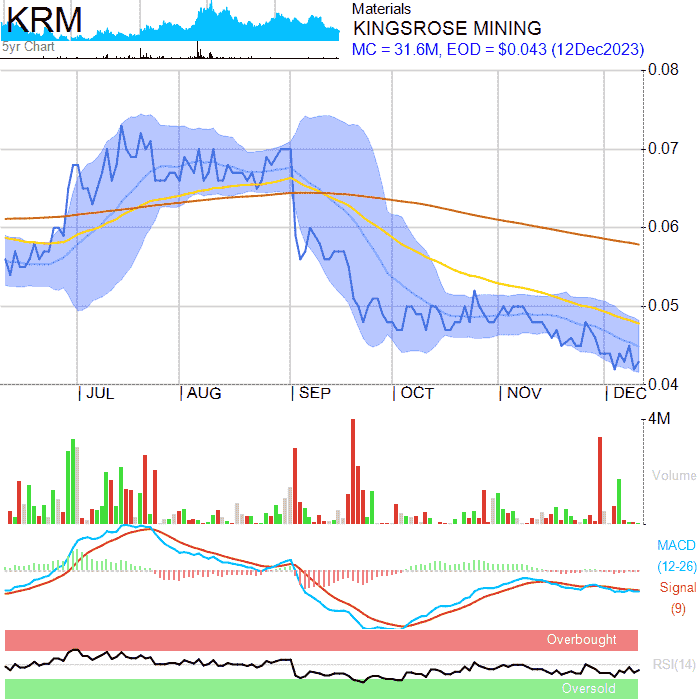 KRM
5yr Chart
Materials
KINGSROSE MINING
MC = 31.6M, EOD = $0.043 (12Dec2023)
0.08
0.07
0.06
0.05
0.04
JUL AUG SEP OCT NOV DEC
4M
Volume
MACD
(12-26)
Signal
(9)
Overbought
RSI(14)
Oversold